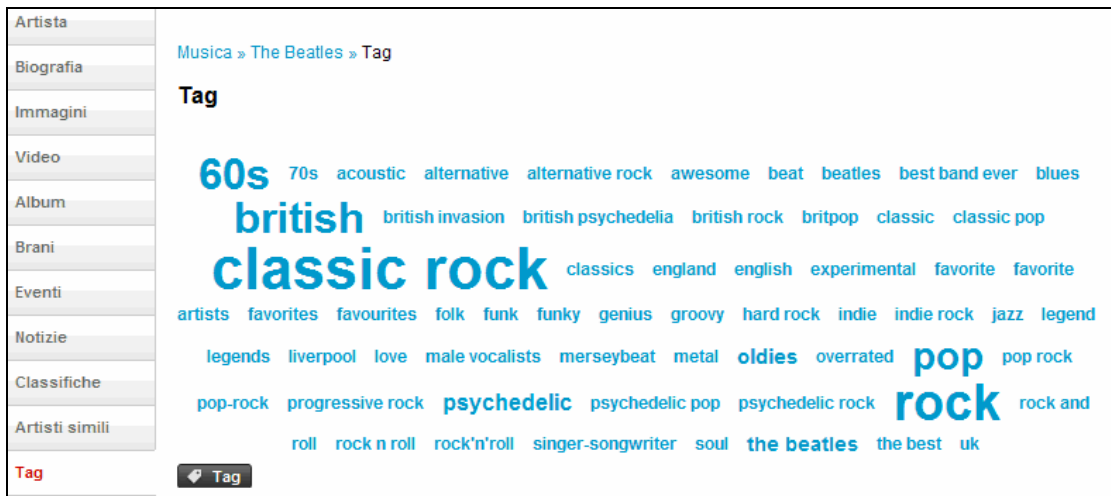 Artista
Biografia
Immagini
Video
Album
Brani
Eventi
Notizie
Classifiche
Artisti simili
Tag
Musica » The Beatles » Tag
Tag
60s 70s acoustic alternative alternative rock awesome beat beatles best band ever blues
british british invasion british psychedelia british rock britpop classic classic pop
classic rock classics england english experimental favorite favorite
artists favorites favourites folk funk funky genius groovy hard rock indie indie rock jazz legend
legends liverpool love male vocalists merseybeat metal oldies overrated pop pop rock
pop-rock progressive rock psychedelic psychedelic pop psychedelic rock rock rock and
roll rock n roll rock'n'roll singer-songwriter soul the beatles the best uk
Tag